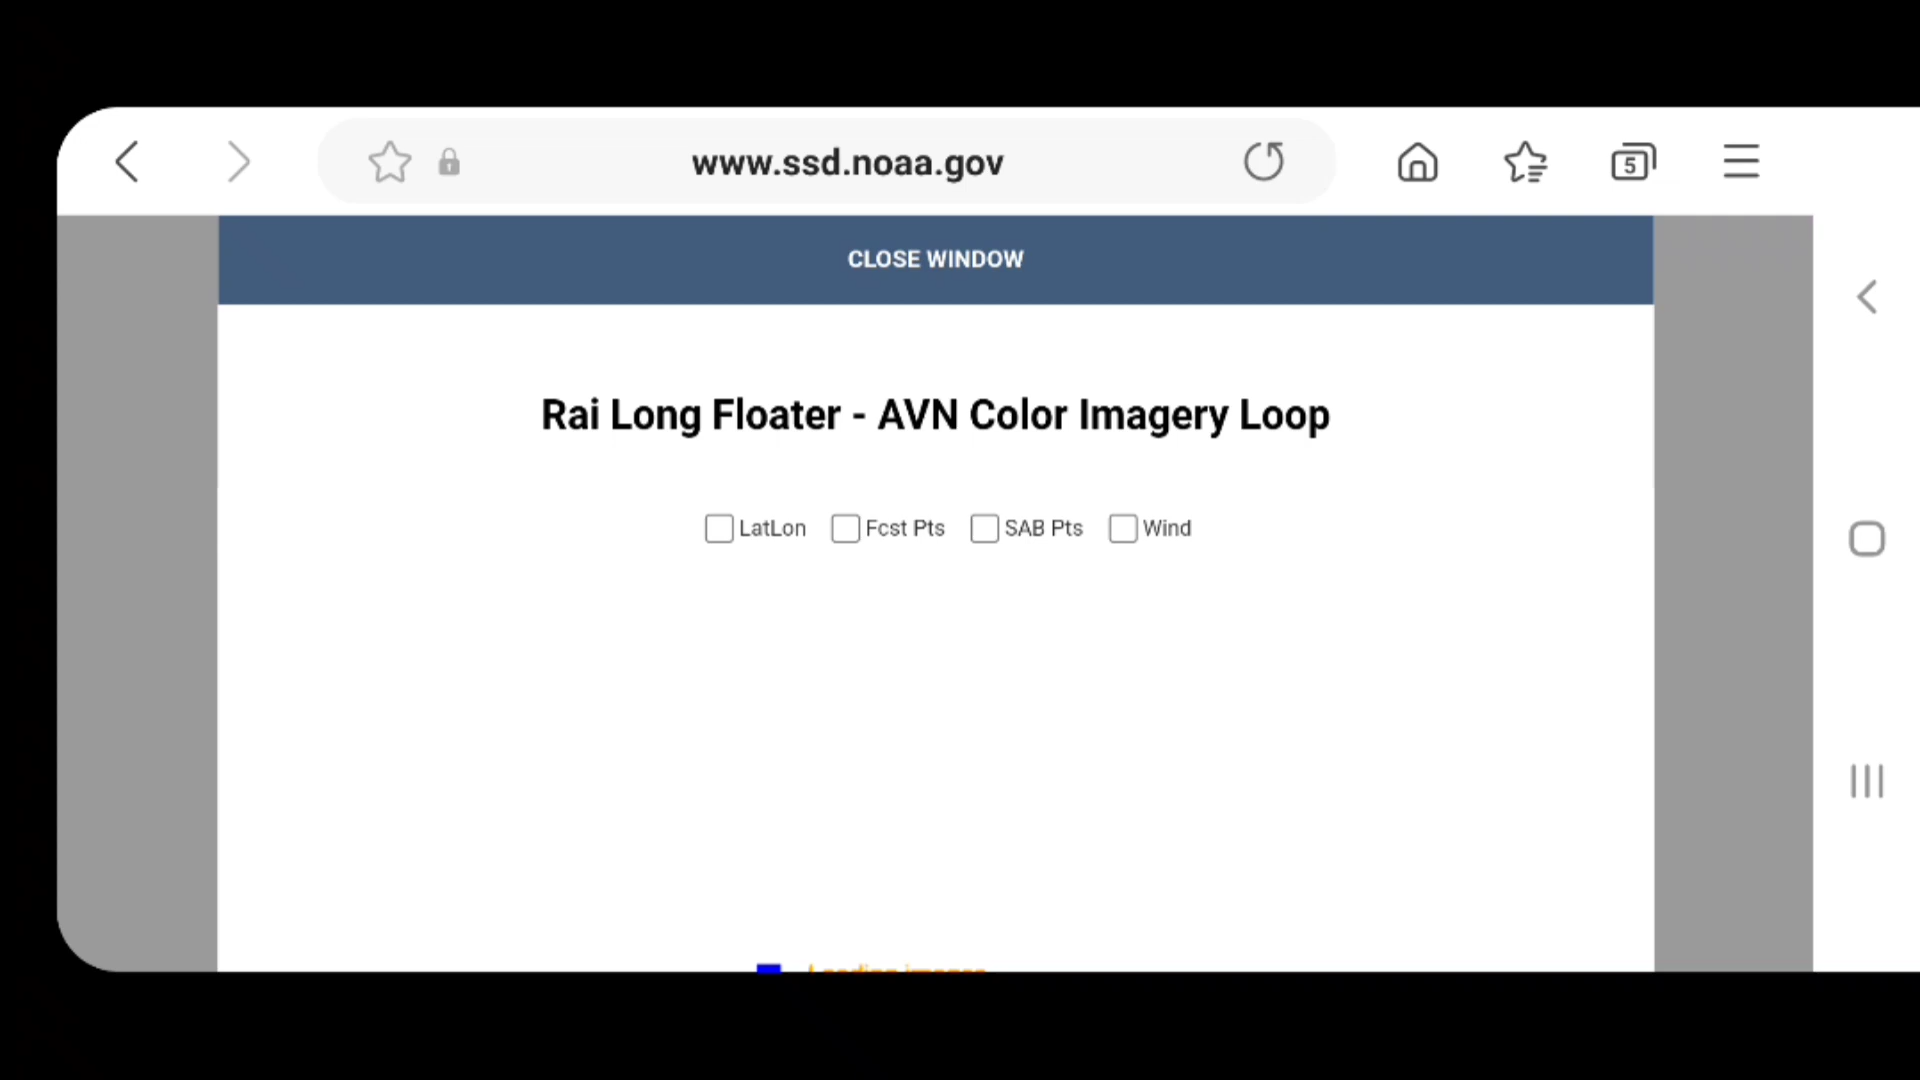 www.ssd.noaa.gov
5
CLOSE WINDOW
Rai Long Floater - AVN Color Imagery Loop
LatLon Fcst Pts SAB Pts Wind